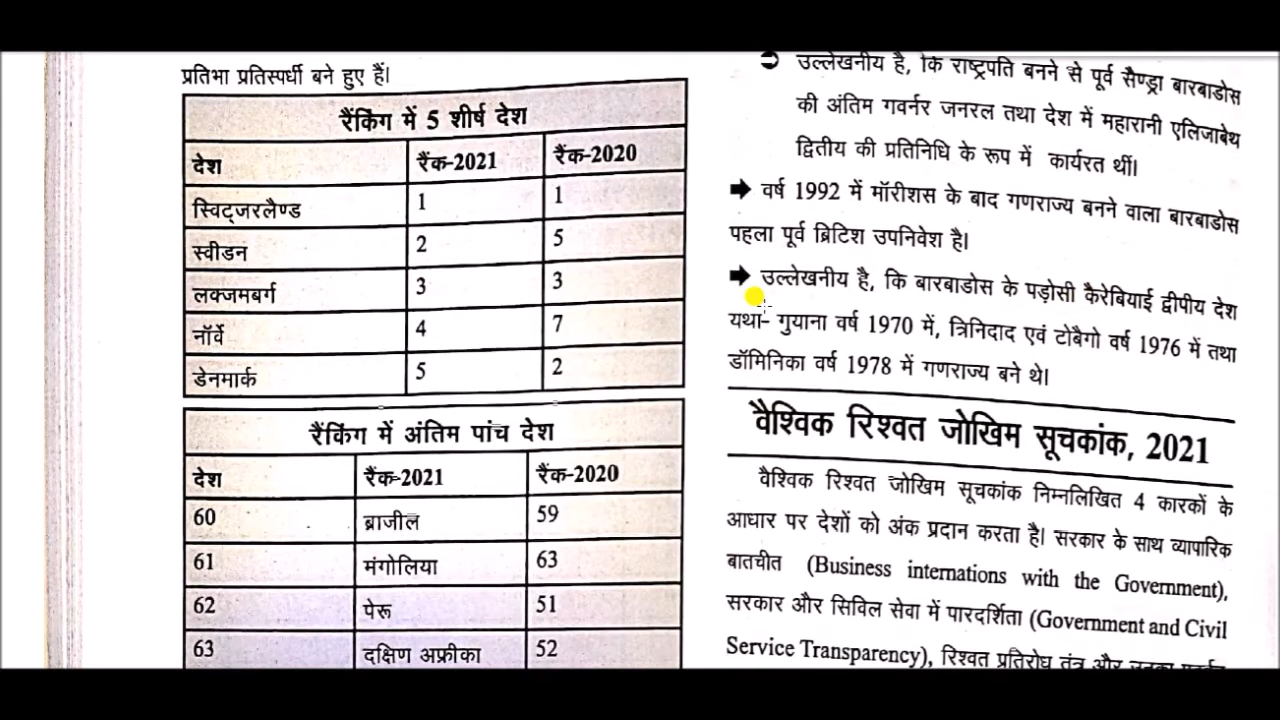 प्रतिभा प्रतिस्पर्धी बने हुए हैं।
रैंकिंग में 5 शीर्ष देश
देश रैंक-2021 रैंक-2020
स्विट्जरलैण्ड 1 1
स्वीडन 2 5
लक्जमबर्ग 3 3
नॉर्वे 4 7
डेनमार्क 5 2
रैंकिंग में अंतिम पांच देश
देश रैंक-2021 रैंक-2020
60 ब्राजील 59
61 मंगोलिया 63
62 पेरू 51
63 दक्षिण अफ्रीका 52
➲ उल्लेखनीय है, कि राष्ट्रपति बनने से पूर्व सैण्ड्रा बारबाडोस
की अंतिम गवर्नर जनरल तथा देश में महारानी एलिजाबेथ
द्वितीय की प्रतिनिधि के रूप में कार्यरत थीं।
➡ वर्ष 1992 में मॉरीशस के बाद गणराज्य बनने वाला बारबाडोस
पहला पूर्व ब्रिटिश उपनिवेश है।
➡ उल्लेखनीय है, कि बारबाडोस के पड़ोसी कैरेबियाई द्वीपीय देश
यथा- गुयाना वर्ष 1970 में, त्रिनिदाद एवं टोबैगो वर्ष 1976 में तथा
डॉमिनिका वर्ष 1978 में गणराज्य बने थे।
वैश्विक रिश्वत जोखिम सूचकांक, 2021
वैश्विक रिश्वत जोखिम सूचकांक निम्नलिखित 4 कारकों के
आधार पर देशों को अंक प्रदान करता है। सरकार के साथ व्यापारिक
बातचीत (Business internations with the Government),
सरकार और सिविल सेवा में पारदर्शिता (Government and Civil
Service Transparency), रिश्वत प्रतिरोध तंत्र और